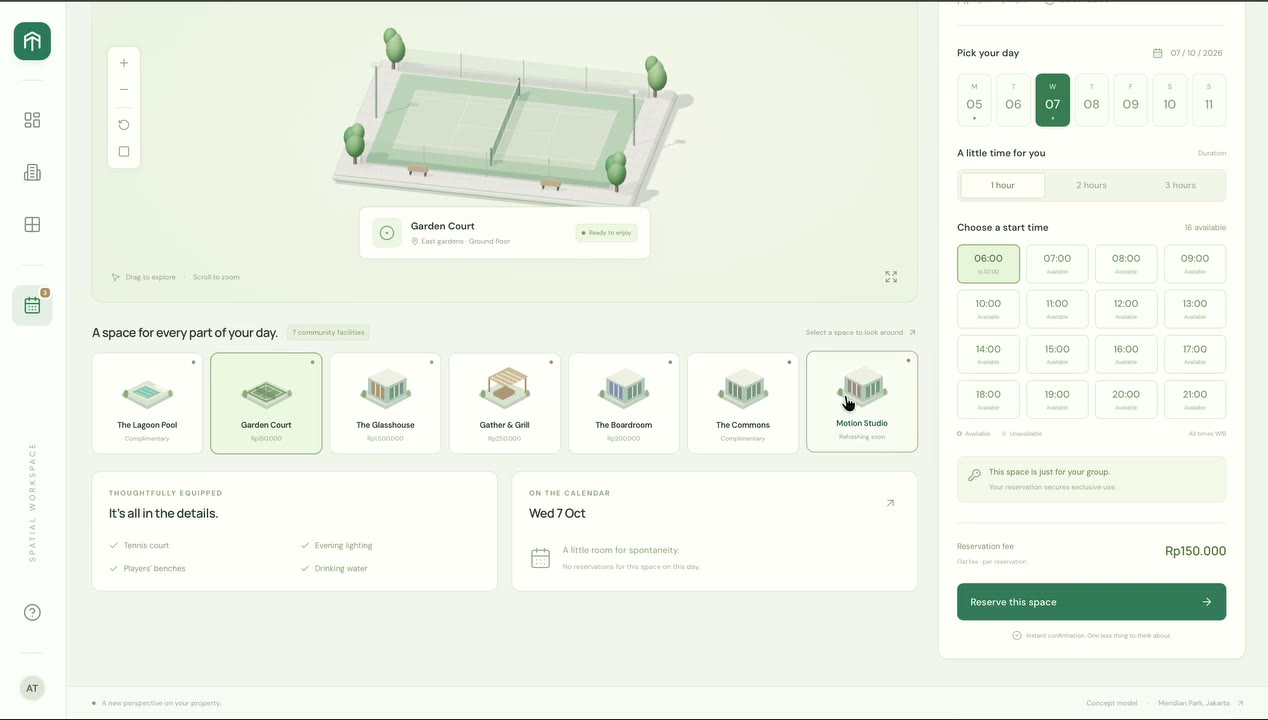 3
SPATIAL WORKSPACE
AT
Garden Court
East gardens · Ground floor
Ready to enjoy
Drag to explore · Scroll to zoom
A space for every part of your day.
7 community facilities
Select a space to look around
The Lagoon Pool
Complimentary
Garden Court
Rp150.000
The Glasshouse
Rp1.500.000
Gather & Grill
Rp250.000
The Boardroom
Rp200.000
The Commons
Complimentary
Motion Studio
Refreshing soon
THOUGHTFULLY EQUIPPED
It's all in the details.
Tennis court
Evening lighting
Players' benches
Drinking water
ON THE CALENDAR
Wed 7 Oct
A little room for spontaneity.
No reservations for this space on this day.
Pick your day
07 / 10 / 2026
M T W T F S S
05 06 07 08 09 10 11
A little time for you
Duration
1 hour 2 hours 3 hours
Choose a start time
16 available
06:00 07:00 08:00 09:00
Available Available Available
10:00 11:00 12:00 13:00
Available Available Available Available
14:00 15:00 16:00 17:00
Available Available Available Available
18:00 19:00 20:00 21:00
Available Available Available Available
Available Unavailable
All times WIB
This space is just for your group.
Your reservation secures exclusive use.
Reservation fee
Flat fee · per reservation
Rp150.000
Reserve this space
Instant confirmation. One less thing to think about.
A new perspective on your property.
Concept model · Meridian Park, Jakarta